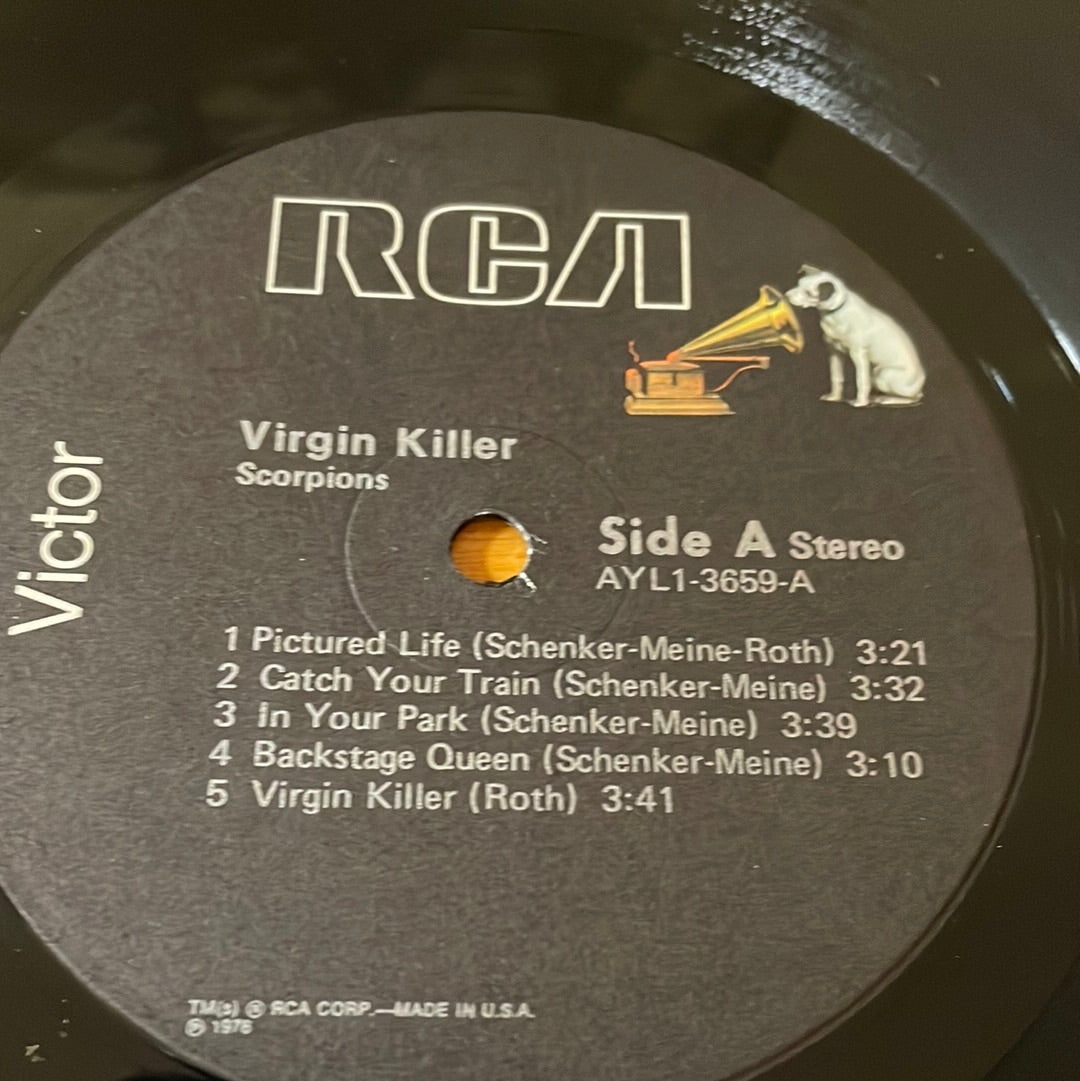 RCA
Victor
Virgin Killer
Scorpions
Side A Stereo
AYL1-3659-A
1 Pictured Life (Schenker-Meine-Roth) 3:21
2 Catch Your Train (Schenker-Meine) 3:32
3 In Your Park (Schenker-Meine) 3:39
4 Backstage Queen (Schenker-Meine) 3:10
5 Virgin Killer (Roth) 3:41
TM(s) ® RCA CORP.—MADE IN U.S.A.
℗ 1976